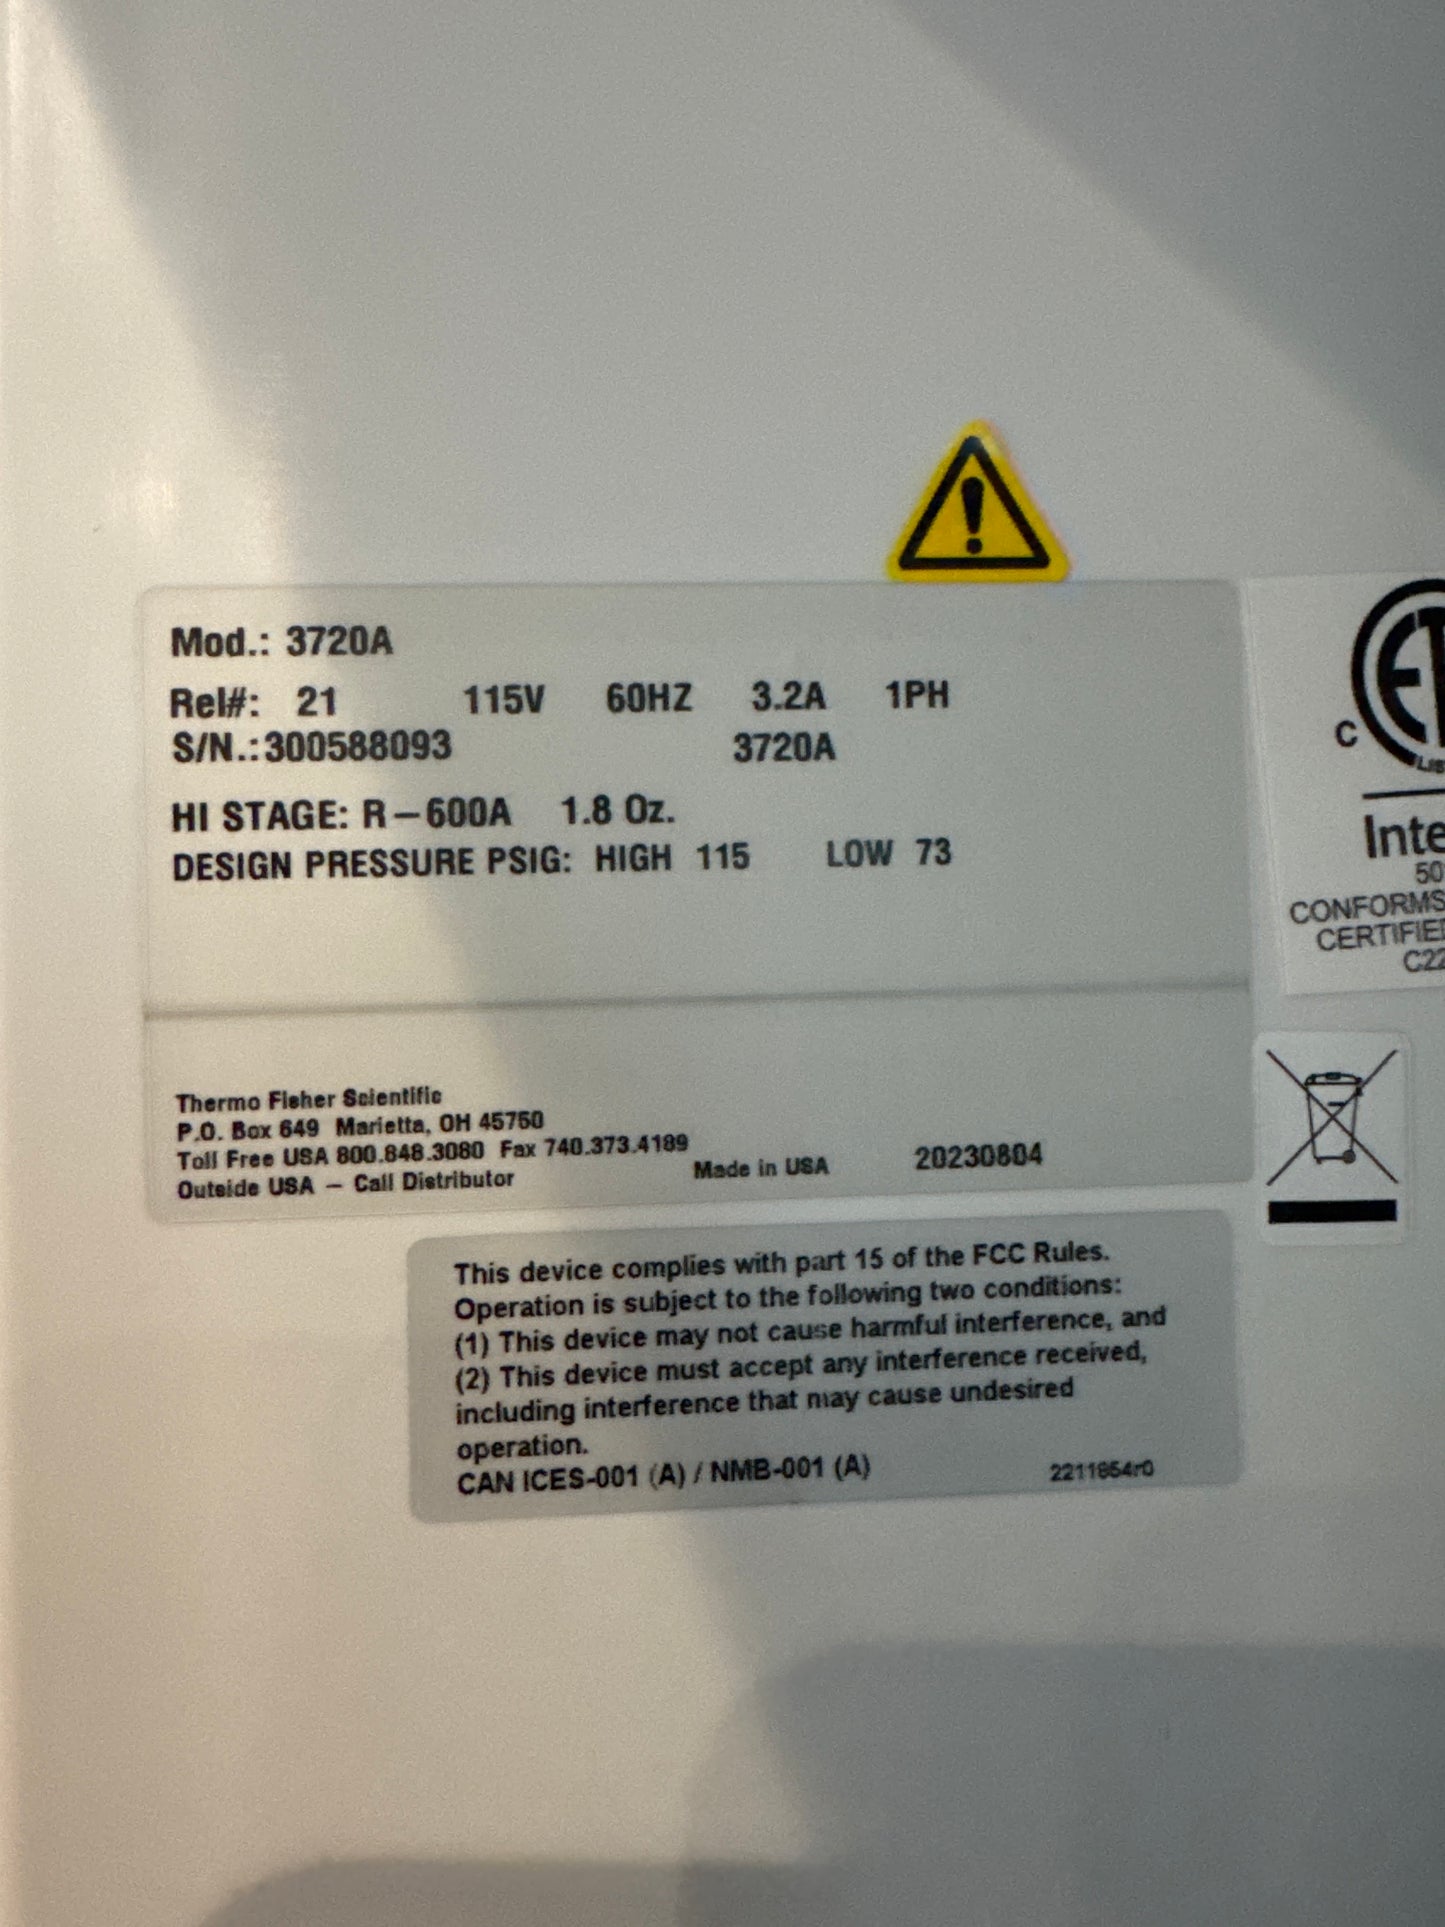 Mod.: 3720A
Rel#: 21 115V 60HZ 3.2A 1PH
S/N.:300588093 3720A
HI STAGE: R-600A 1.8 Oz.
DESIGN PRESSURE PSIG: HIGH 115 LOW 73
Thermo Fisher Scientific
P.O. Box 649 Marietta, OH 45750
Toll Free USA 800.848.3080 Fax 740.373.4189
Outside USA – Call Distributor
Made in USA 20230804
C
Inte
50
CONFORMS
CERTIFIE
C22
This device complies with part 15 of the FCC Rules.
Operation is subject to the following two conditions:
(1) This device may not cause harmful interference, and
(2) This device must accept any interference received,
including interference that may cause undesired
operation.
CAN ICES-001 (A) / NMB-001 (A) 2211954r0